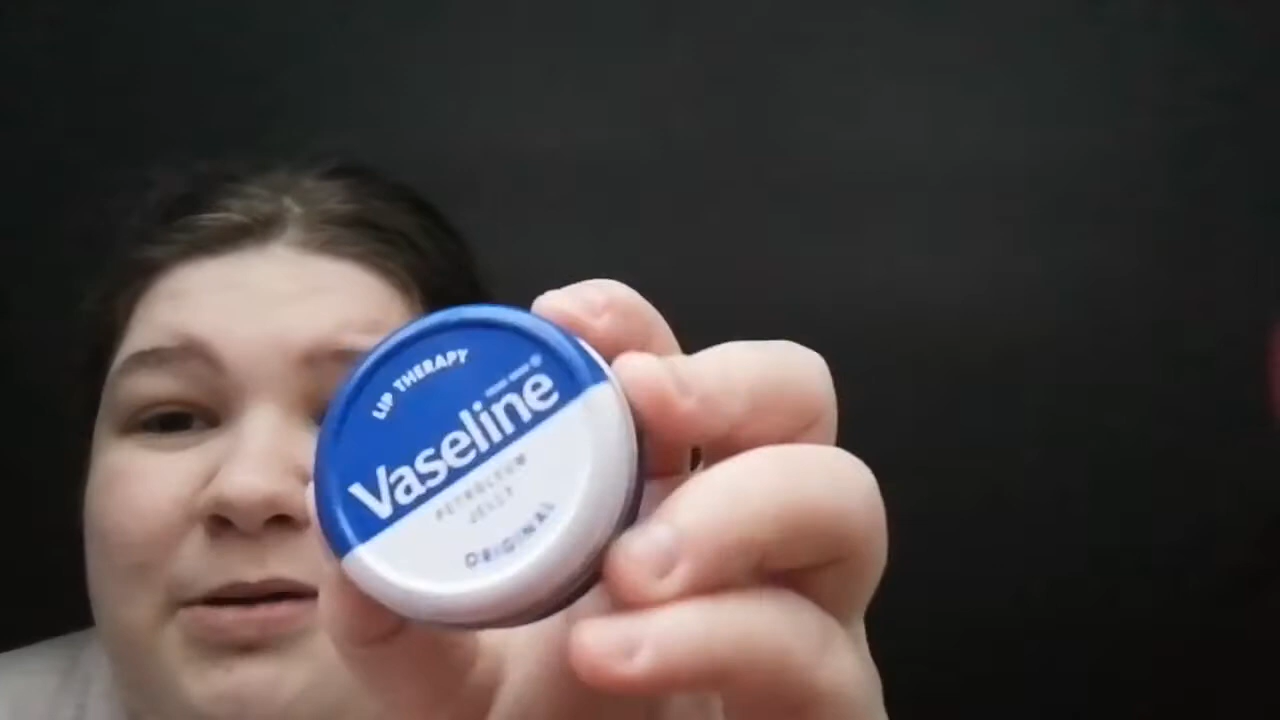 LIP THERAPY
Vaseline
PETROLEUM
JELLY
ORIGINAL